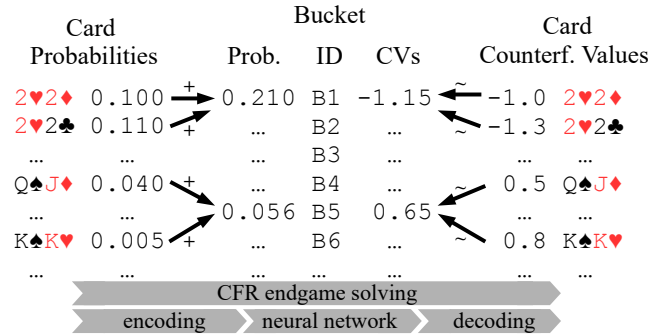 Bucket
Card
Probabilities
Prob. ID CVs
Card
Counterf. Values
2♥2♦ 0.100 + 0.210 B1 -1.15 ~ -1.0 2♥2♦
2♥2♣ 0.110 + … B2 … ~ -1.3 2♥2♣
… … B3 … …
Q♠J♦ 0.040 + … B4 … ~ 0.5 Q♠J♦
… … 0.056 B5 0.65 … …
K♠K♥ 0.005 + … B6 … ~ 0.8 K♠K♥
… … … … … … …
CFR endgame solving
encoding neural network decoding